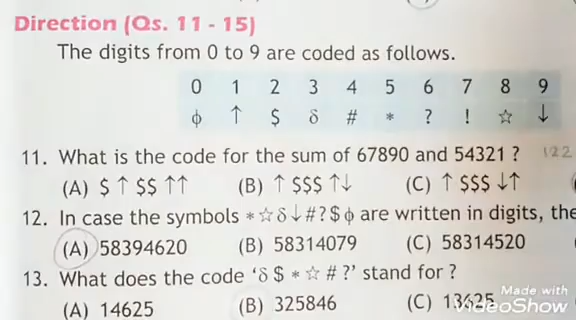 Direction (Qs. 11 - 15)
The digits from 0 to 9 are coded as follows.
0 1 2 3 4 5 6 7 8 9
ϕ ↑ $ δ # * ? ! ☆ ↓
11. What is the code for the sum of 67890 and 54321 ? 122
(A) $ ↑ $$ ↑↑ (B) ↑ $$$ ↑↓ (C) ↑ $$$ ↓↑
12. In case the symbols *☆δ↓#?$ϕ are written in digits, the
(A) 58394620 (B) 58314079 (C) 58314520
13. What does the code 'δ $ * ☆ # ?' stand for ?
(A) 14625 (B) 325846 (C) 13625
Made with
VideoShow